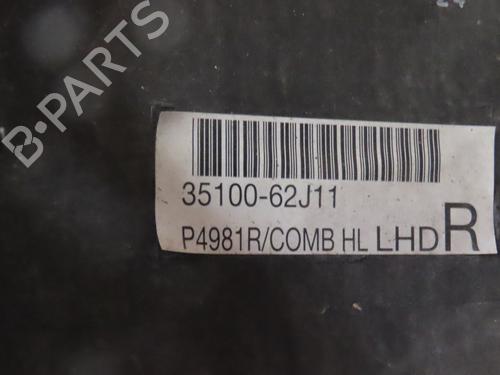 B-PARTS
35100-62J11
P4981R/COMB HL LHD R